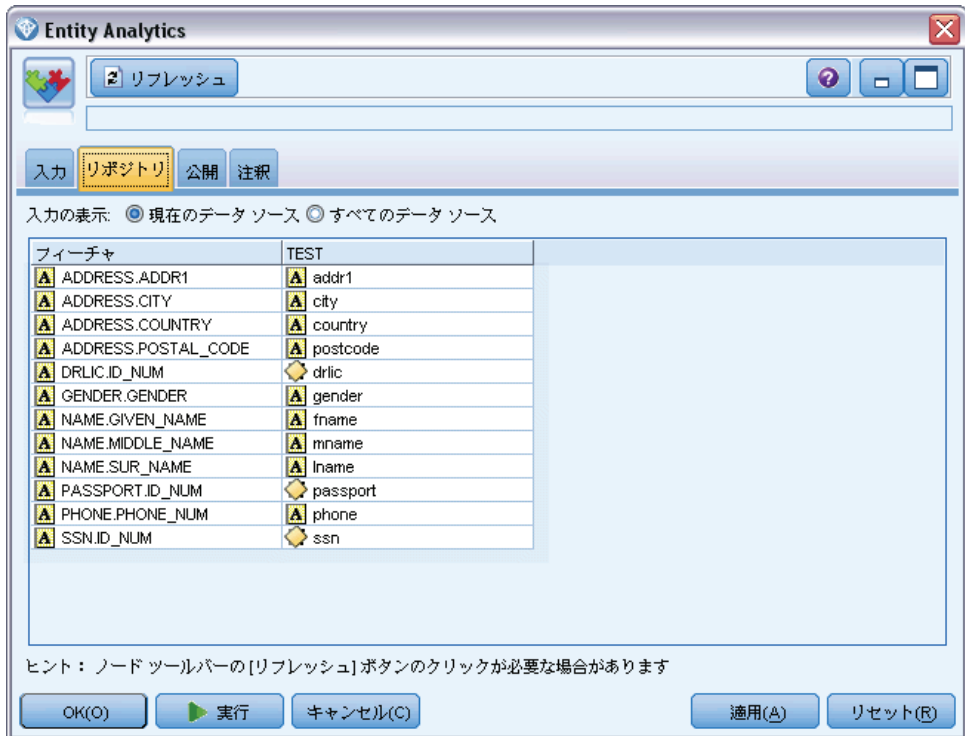 Entity Analytics
リフレッシュ
入力 リポジトリ 公開 注釈
入力の表示: 現在のデータ ソース すべてのデータ ソース
フィーチャ TEST
A ADDRESS.ADDR1 A addr1
A ADDRESS.CITY A city
A ADDRESS.COUNTRY A country
A ADDRESS.POSTAL_CODE A postcode
A DRLIC.ID_NUM drlic
A GENDER.GENDER A gender
A NAME.GIVEN_NAME A fname
A NAME.MIDDLE_NAME A mname
A NAME.SUR_NAME A lname
A PASSPORT.ID_NUM passport
A PHONE.PHONE_NUM A phone
A SSN.ID_NUM ssn
ヒント: ノード ツールバーの [リフレッシュ] ボタンのクリックが必要な場合があります
OK(O) 実行 キャンセル(C) 適用(A) リセット(R)